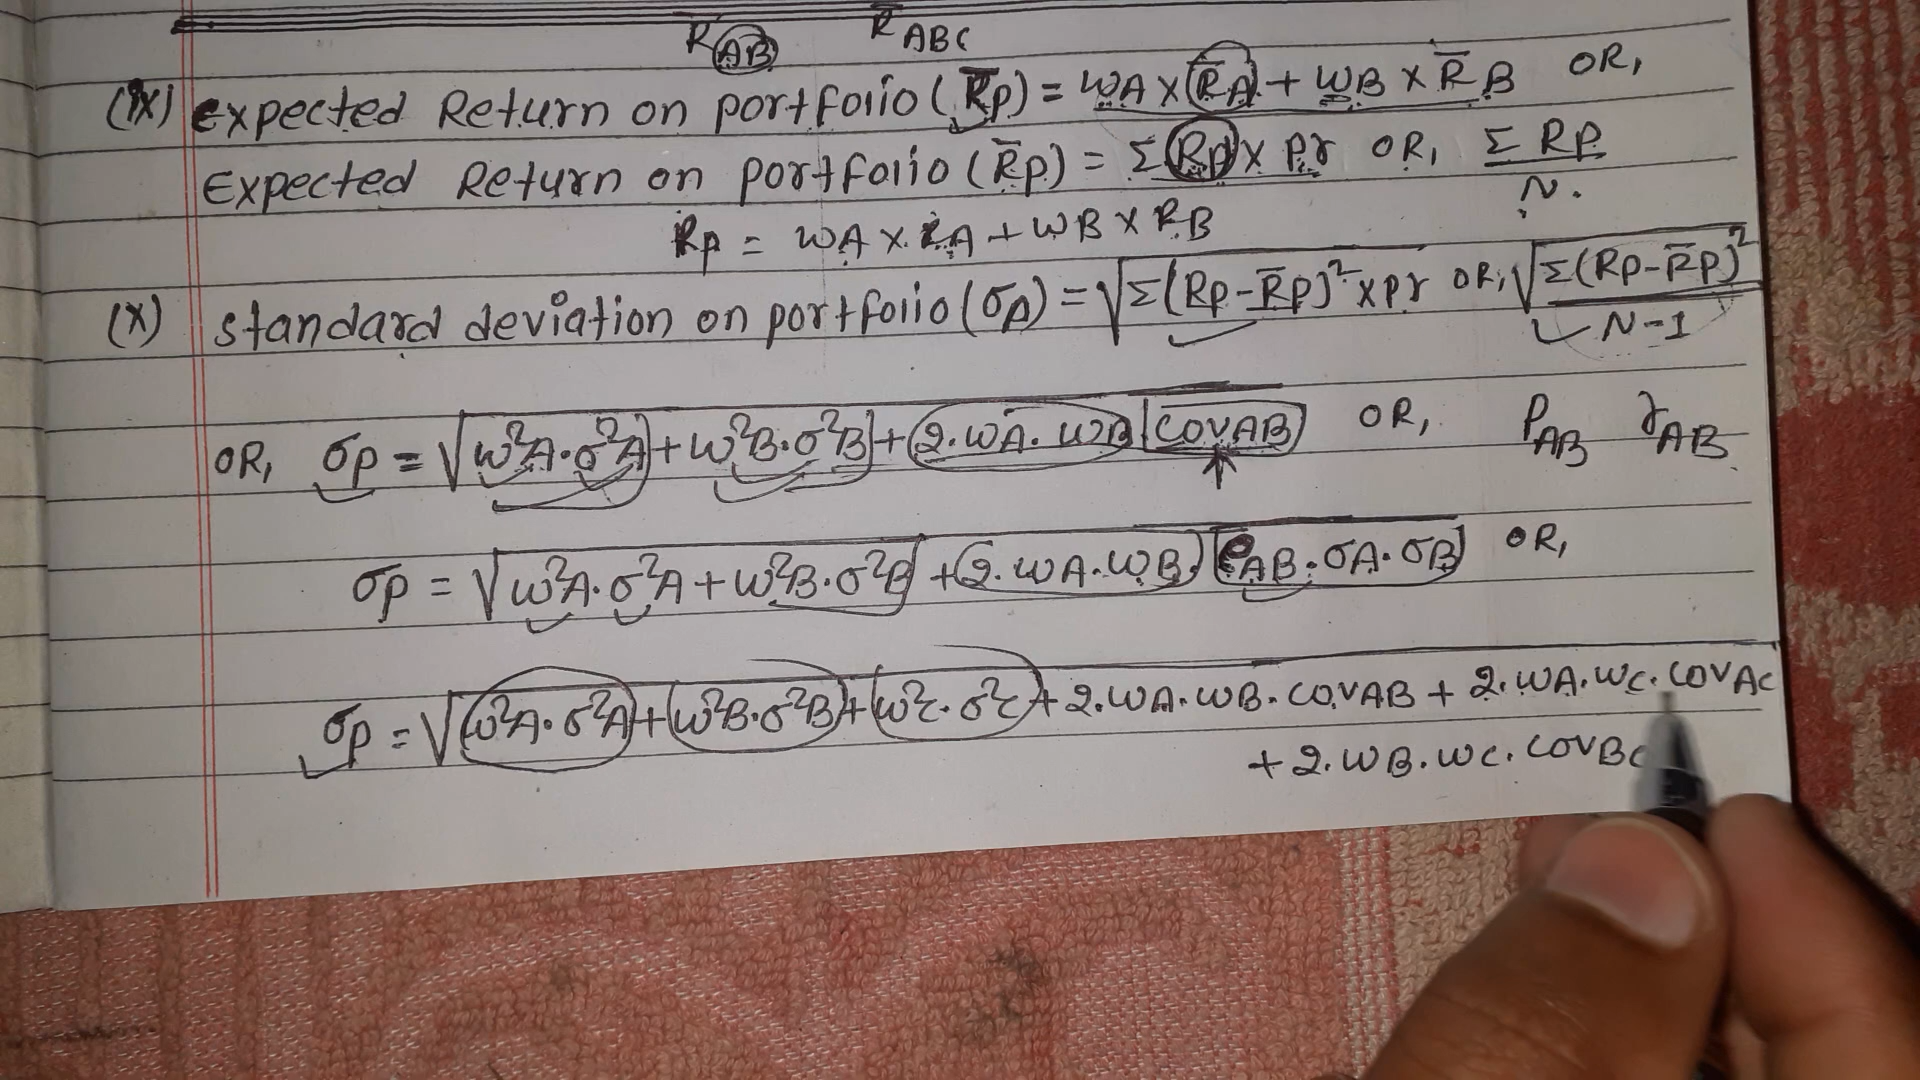 R̅AB R̅ABC
(ix) Expected Return on portfolio (R̅p) = WA × R̅A + WB × R̅B OR,
Expected Return on portfolio (R̅p) = Σ Rp × Pr OR, Σ Rp / N.
Rp = WA × RA + WB × RB
(x) standard deviation on portfolio (σp) = √Σ(Rp - R̅p)² × Pr OR, √Σ(Rp - R̅p)² / N-1
OR, σp = √W²A·σ²A + W²B·σ²B + 2·WA·WB COVAB OR, ρAB rAB
σp = √W²A·σ²A + W²B·σ²B + 2·WA·WB·ρAB·σA·σB OR,
σp = √W²A·σ²A + W²B·σ²B + W²C·σ²C + 2·WA·WB·COVAB + 2·WA·WC·COVAC
+ 2·WB·WC·COVBC